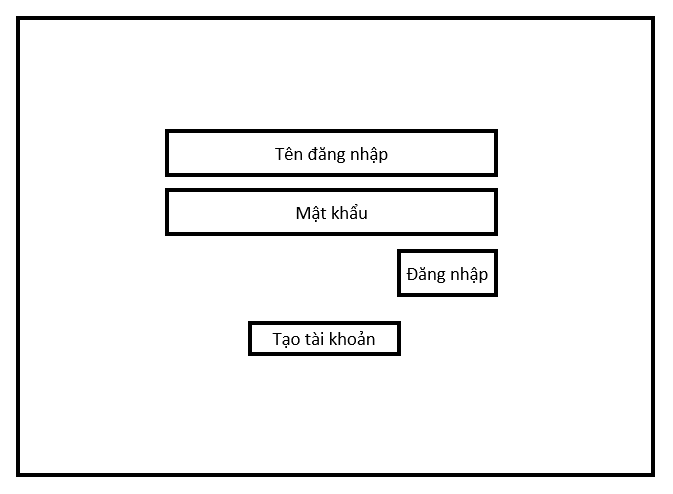 Tên đăng nhập
Mật khẩu
Đăng nhập
Tạo tài khoản